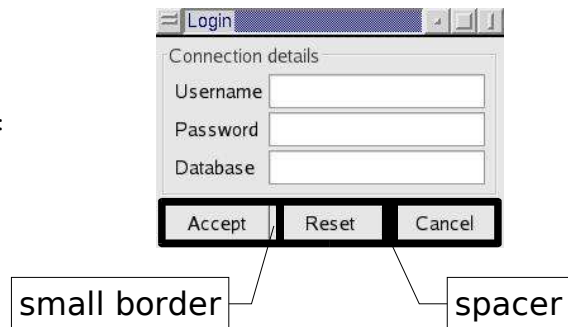 Login
Connection details
Username
Password
:
Database
Accept Reset Cancel
small border spacer